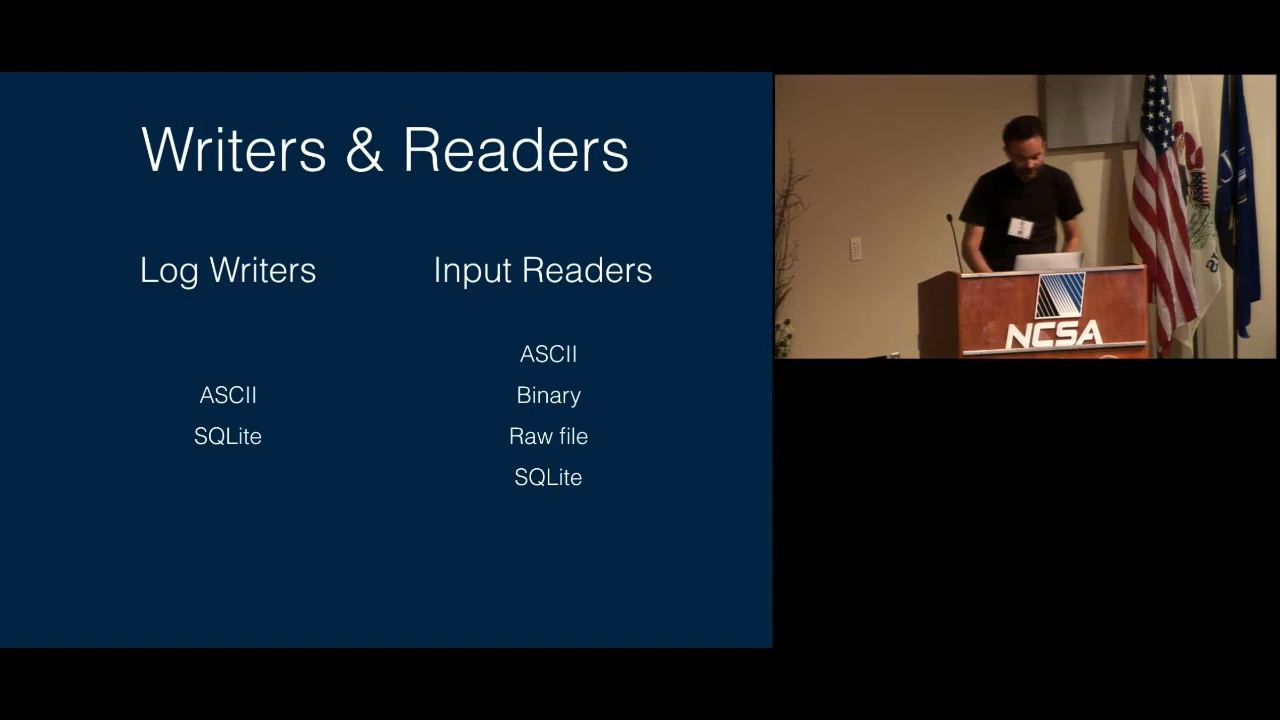 Writers & Readers
Log Writers
Input Readers
ASCII
SQLite
ASCII
Binary
Raw file
SQLite
NCSA